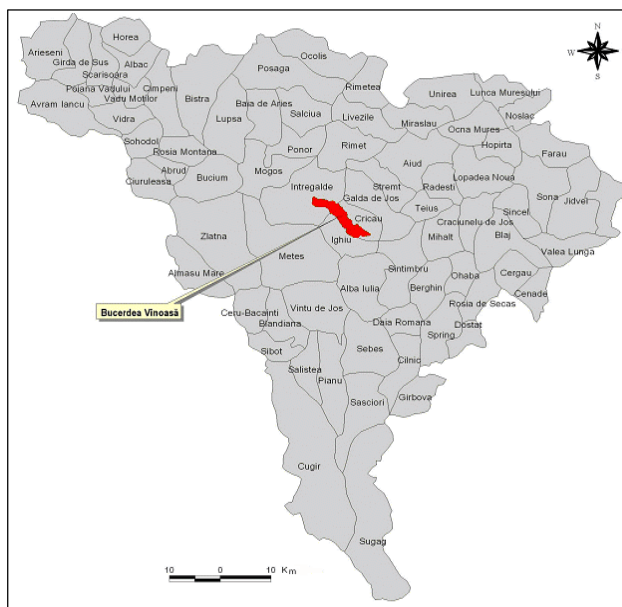 N
W
S
Horea
Arieseni
Girda de Sus
Albac
Scarisoara
Poiana Vadului
Cimpeni
Vadu Motilor
Avram Iancu
Vidra
Sohodol
Rosia Montana
Abrud
Ciuruleasa
Bucium
Bistra
Lupsa
Ocolis
Posaga
Baia de Aries
Salciua
Rimetea
Livezile
Ponor
Rimet
Mogos
Intregalde
Unirea
Lunca Muresului
Miraslau
Noslac
Ocna Mures
Hopirta
Farau
Aiud
Lopadea Noua
Stremt
Radesti
Galda de Jos
Teius
Cricau
Craciunelu de Jos
Sincel
Sona
Jidvei
Mihalt
Blaj
Valea Lunga
Ighiu
Zlatna
Metes
Almasu Mare
Sintimbru
Ohaba
Cergau
Alba Iulia
Berghin
Cenade
Rosia de Secas
Bucerdea Vinoasă
Ceru-Bacainti
Vintu de Jos
Blandiana
Daia Romana
Dostat
Spring
Sibot
Sebes
Cilnic
Salistea
Pianu
Girbova
Sasciori
Cugir
Sugag
10 0 10 Km